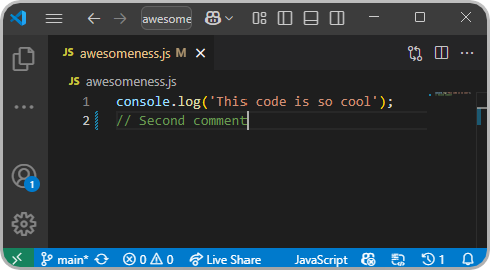 awesome
JS awesomeness.js M
JS awesomeness.js
1 console.log('This code is so cool');
2 // Second comment
1
main* 0 0 Live Share JavaScript 1